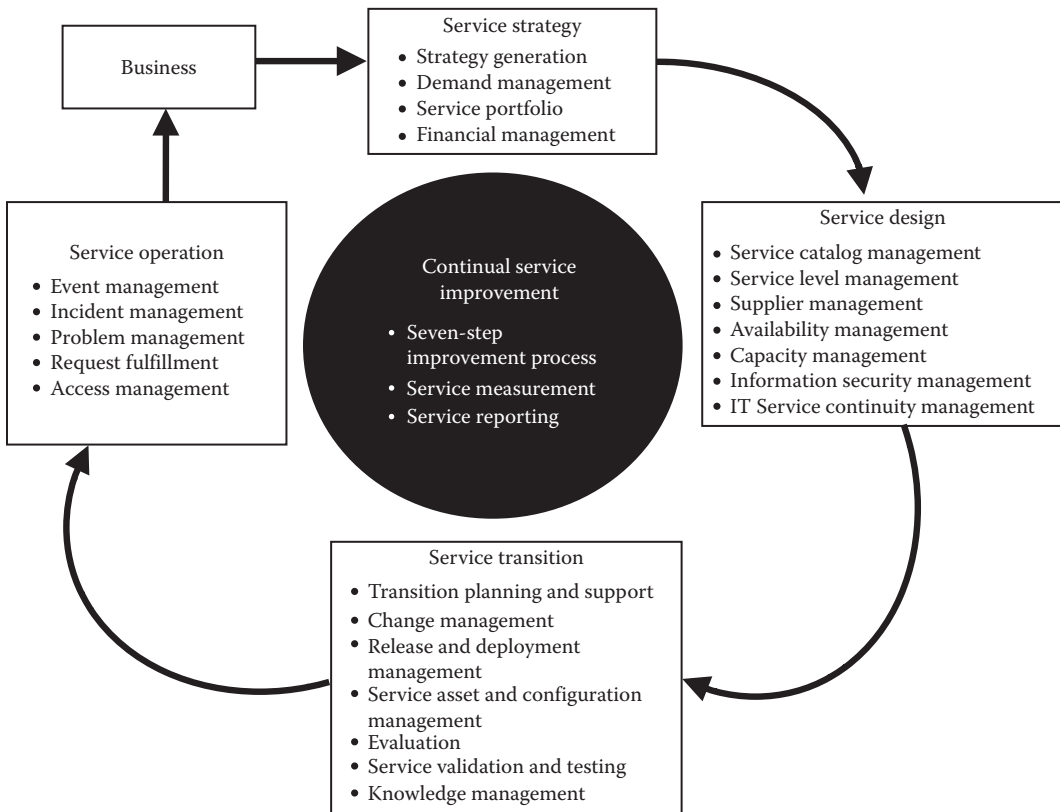 Business
Service strategy
• Strategy generation
• Demand management
• Service portfolio
• Financial management
Service design
• Service catalog management
• Service level management
• Supplier management
• Availability management
• Capacity management
• Information security management
• IT Service continuity management
Service transition
• Transition planning and support
• Change management
• Release and deployment
management
• Service asset and configuration
management
• Evaluation
• Service validation and testing
• Knowledge management
Service operation
• Event management
• Incident management
• Problem management
• Request fulfillment
• Access management
Continual service
improvement
• Seven-step
improvement process
• Service measurement
• Service reporting